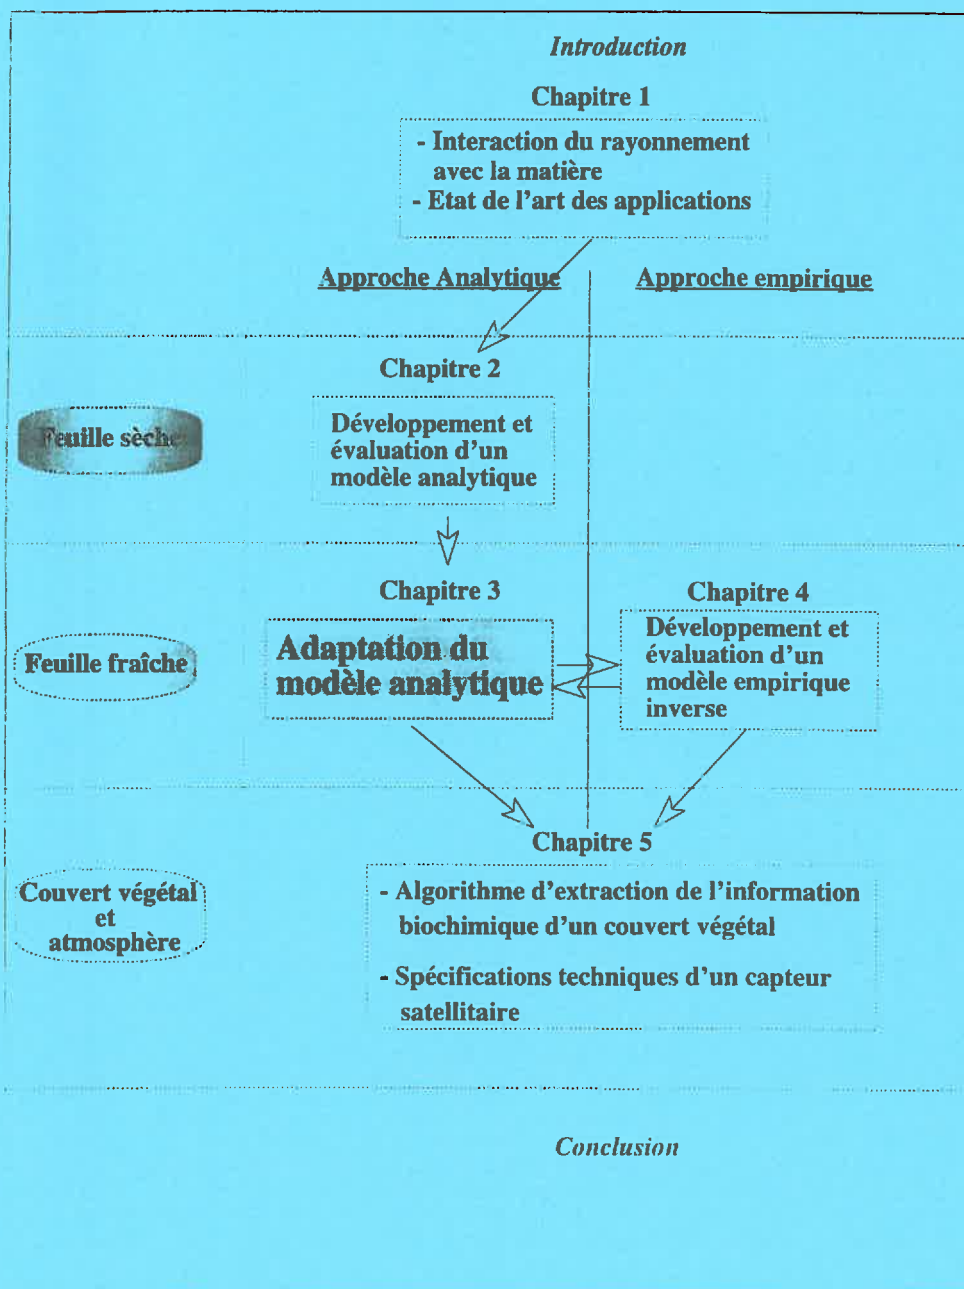 Introduction
Chapitre 1
- Interaction du rayonnement
avec la matière
- Etat de l'art des applications
Approche Analytique
Approche empirique
Chapitre 2
Feuille sèche
Développement et
évaluation d'un
modèle analytique
Chapitre 3
Chapitre 4
Feuille fraîche
Adaptation du
modèle analytique
Développement et
évaluation d'un
modèle empirique
inverse
Chapitre 5
Couvert végétal
et
atmosphère
- Algorithme d'extraction de l'information
biochimique d'un couvert végétal
- Spécifications techniques d'un capteur
satellitaire
Conclusion